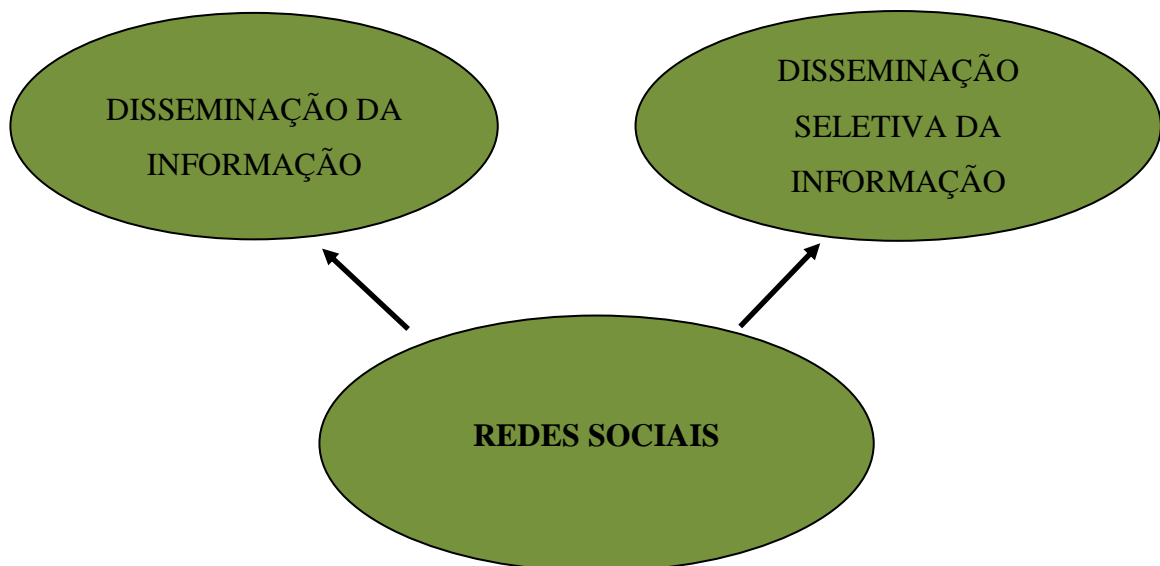 DISSEMINAÇÃO DA
INFORMAÇÃO
DISSEMINAÇÃO
SELETIVA DA
INFORMAÇÃO
REDES SOCIAIS